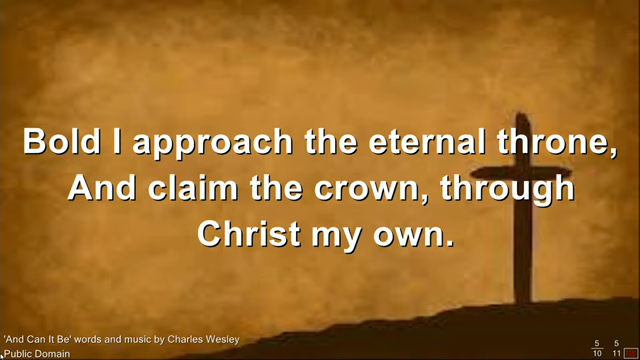 Bold I approach the eternal throne,
And claim the crown, through
Christ my own.
'And Can It Be' words and music by Charles Wesley
Public Domain
5 5
10 11